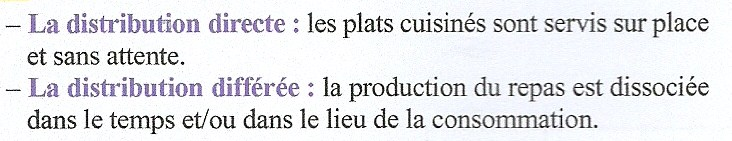 – La distribution directe : les plats cuisinés sont servis sur place
et sans attente.
– La distribution différée : la production du repas est dissociée
dans le temps et/ou dans le lieu de la consommation.